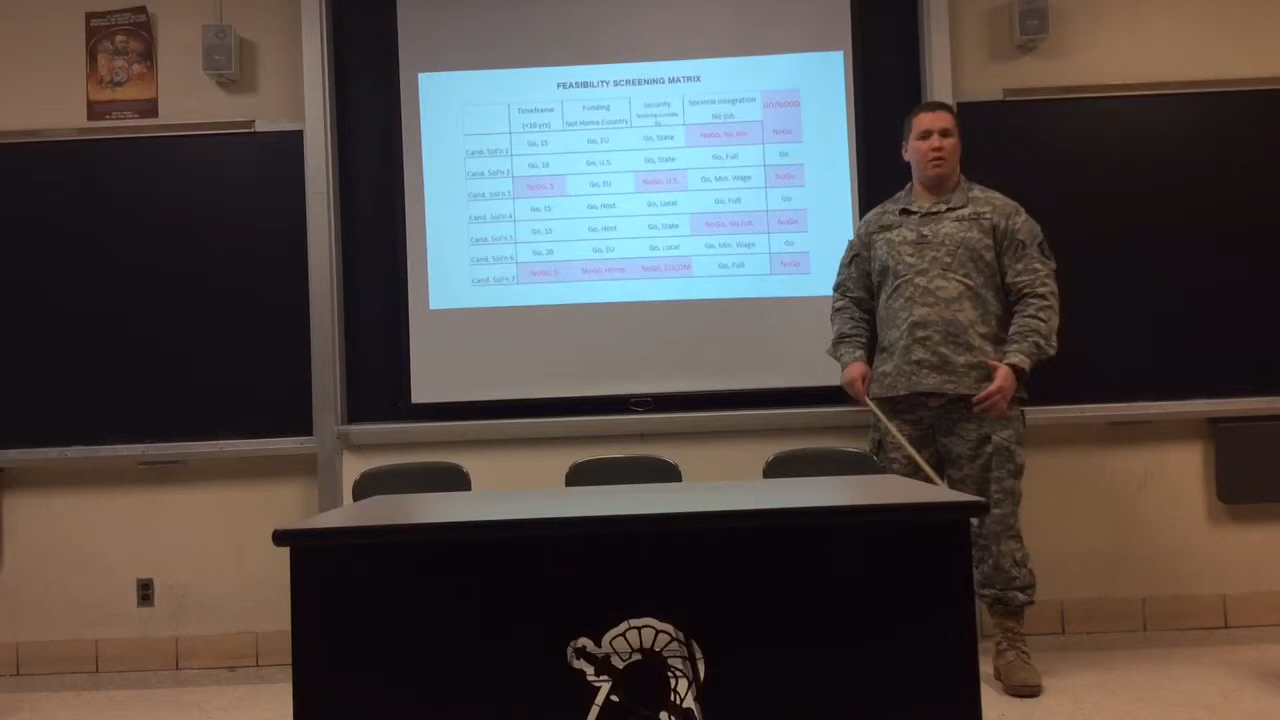 FEASIBILITY SCREENING MATRIX
Timeframe Funding Security Societal Integration GO/NOGO
(<10 yrs) Not Home Country No job
Cand. Sol'n 1 Go, 15 Go, EU Go, State NoGo, No Job NoGo
Cand. Sol'n 2 Go, 10 Go, U.S. Go, State Go, Full Go
Cand. Sol'n 3 NoGo, 5 Go, EU NoGo, U.S. Go, Min. Wage NoGo
Cand. Sol'n 4 Go, 15 Go, Host Go, Local Go, Full Go
Cand. Sol'n 5 Go, 15 Go, Host Go, State NoGo, No Job NoGo
Cand. Sol'n 6 Go, 20 Go, EU Go, Local Go, Min. Wage Go
Cand. Sol'n 7 NoGo, 5 NoGo, Home NoGo, EUCOM Go, Full NoGo